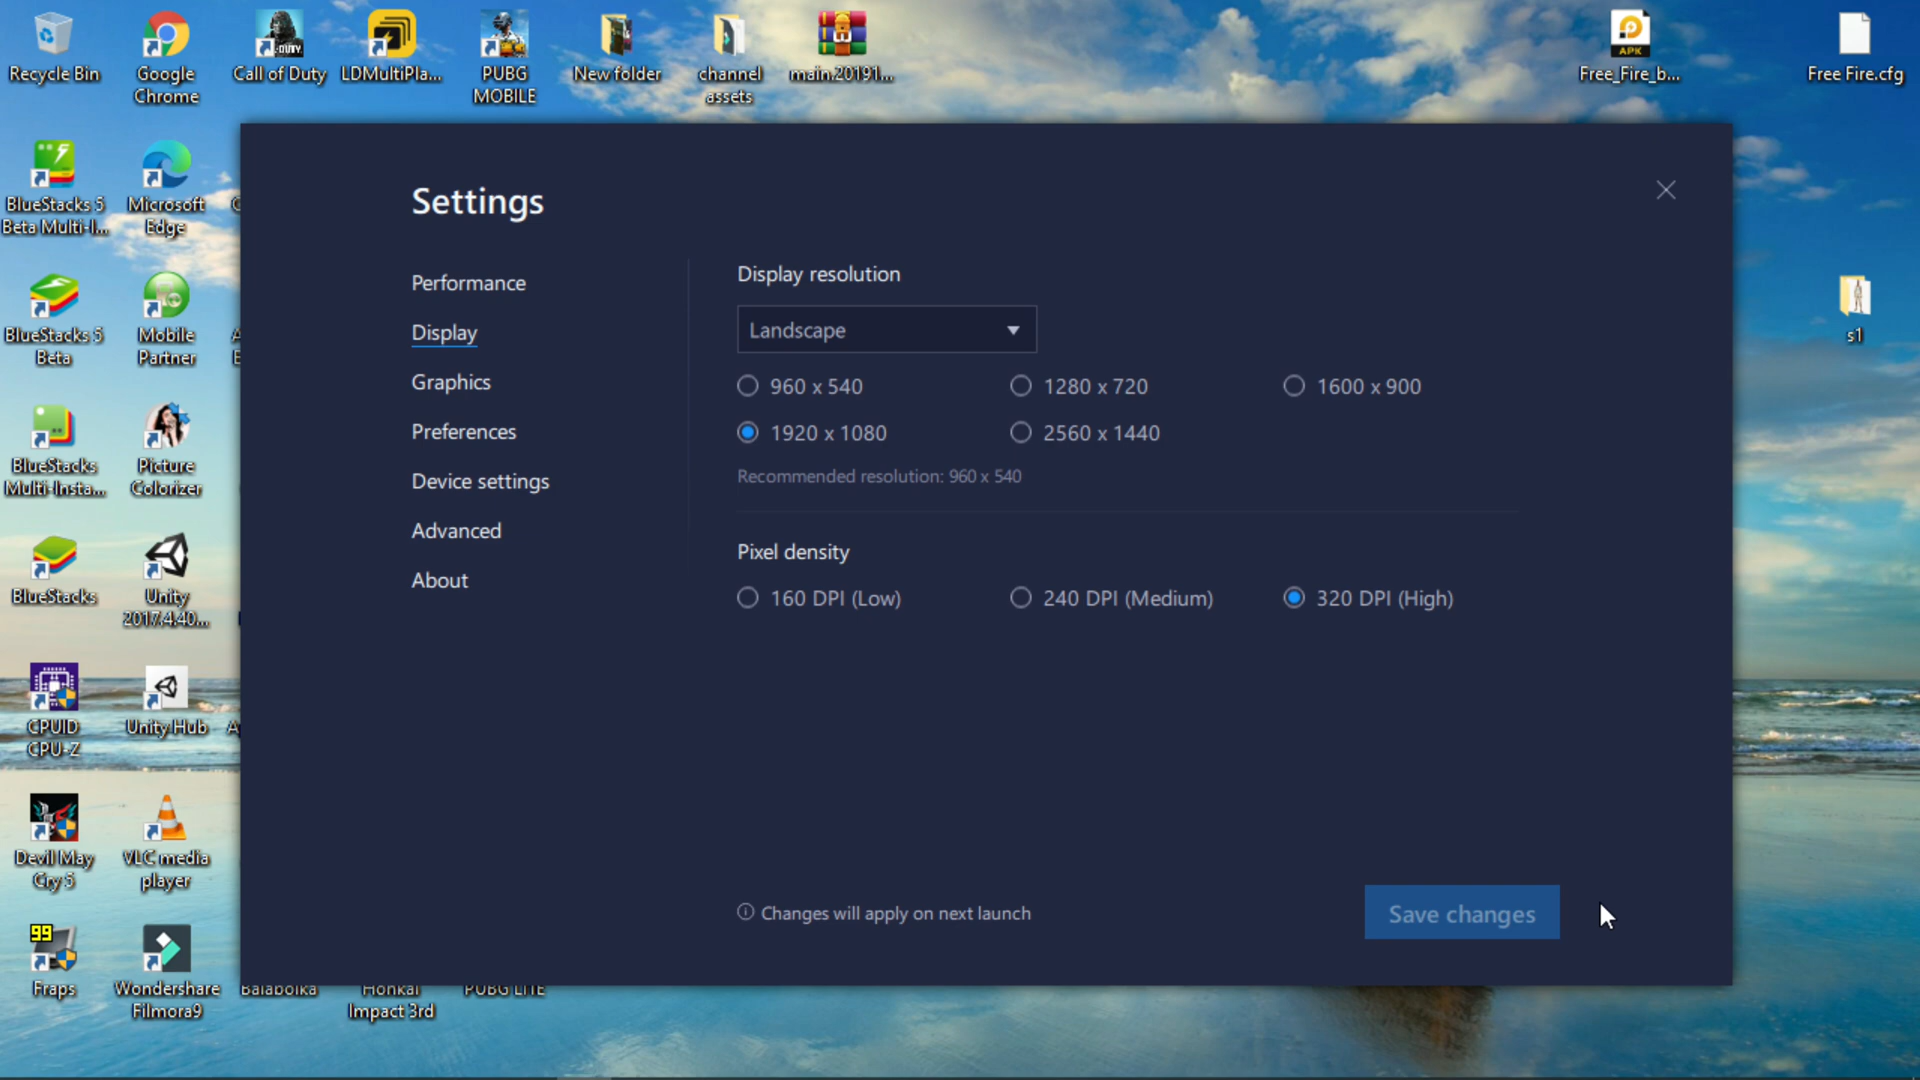 Recycle Bin
Google
Chrome
Call of Duty
LDMultiPla...
PUBG
MOBILE
New folder
channel
assets
main.20191...
APK
Free_Fire_b...
Free Fire.cfg
BlueStacks 5
Beta Multi-I...
Microsoft
Edge
BlueStacks 5
Beta
Mobile
Partner
BlueStacks
Multi-Insta...
Picture
Colorizer
BlueStacks
Unity
2017.4.40...
CPUID
CPU-Z
Unity Hub
Devil May
Cry 5
VLC media
player
99
Fraps
Wondershare
Filmora9
Balabolka
Honkai
Impact 3rd
PUBG LITE
s1
Settings
Performance
Display
Graphics
Preferences
Device settings
Advanced
About
Display resolution
Landscape
960 x 540
1280 x 720
1600 x 900
1920 x 1080
2560 x 1440
Recommended resolution: 960 x 540
Pixel density
160 DPI (Low)
240 DPI (Medium)
320 DPI (High)
Changes will apply on next launch
Save changes